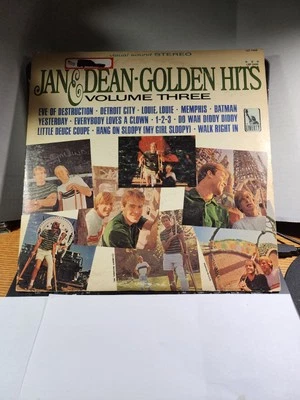 STEREO
JAN & DEAN·GOLDEN HITS
VOLUME THREE
EVE OF DESTRUCTION · DETROIT CITY · LOUIE, LOUIE · MEMPHIS · BATMAN
YESTERDAY · EVERYBODY LOVES A CLOWN · 1-2-3 · DO WAH DIDDY DIDDY
LITTLE DEUCE COUPE · HANG ON SLOOPY (MY GIRL SLOOPY) · WALK RIGHT IN
LIBERTY